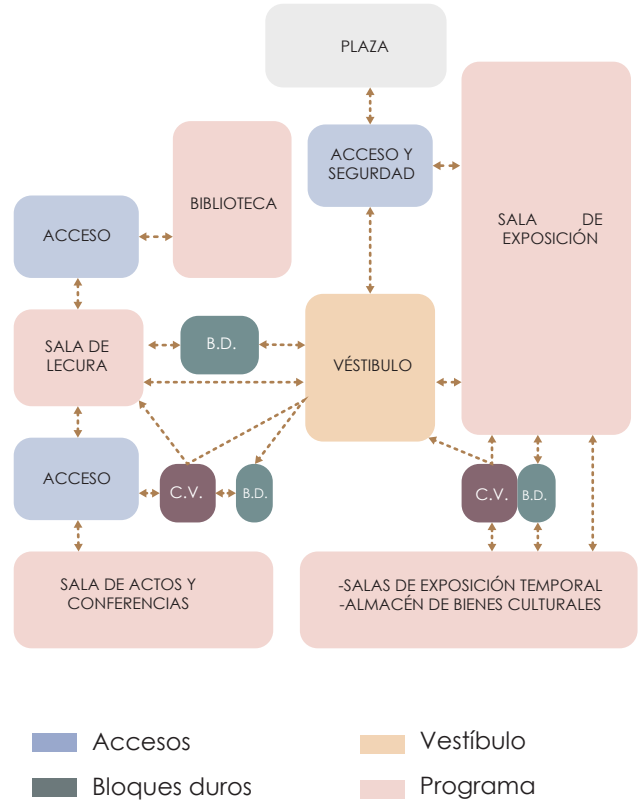 PLAZA
ACCESO Y
SEGURDAD
BIBLIOTECA
SALA DE
EXPOSICIÓN
ACCESO
SALA DE
LECURA
B.D.
VÉSTIBULO
ACCESO
C.V.
B.D.
C.V.
B.D.
SALA DE ACTOS Y
CONFERENCIAS
-SALAS DE EXPOSICIÓN TEMPORAL
-ALMACÉN DE BIENES CULTURALES
Accesos
Vestíbulo
Bloques duros
Programa